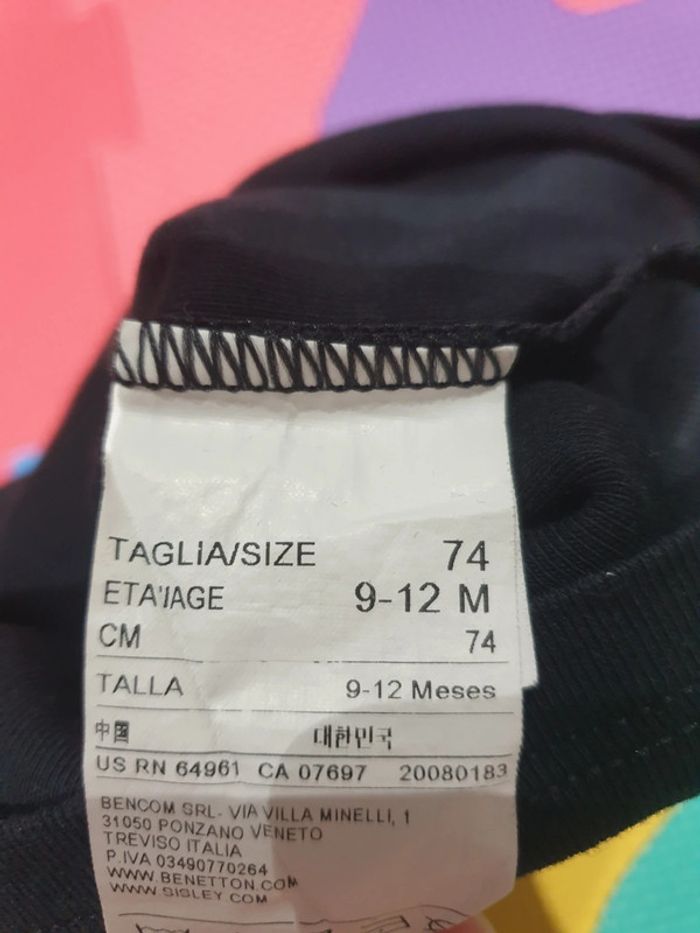 TAGLIA/SIZE 74
ETA'/AGE 9-12 M
CM 74
TALLA 9-12 Meses
中国 대한민국
US RN 64961 CA 07697 20080183
BENCOM SRL- VIA VILLA MINELLI, 1
31050 PONZANO VENETO
TREVISO ITALIA
P.IVA 03490770264
WWW.BENETTON.COM
WWW.SISLEY.COM